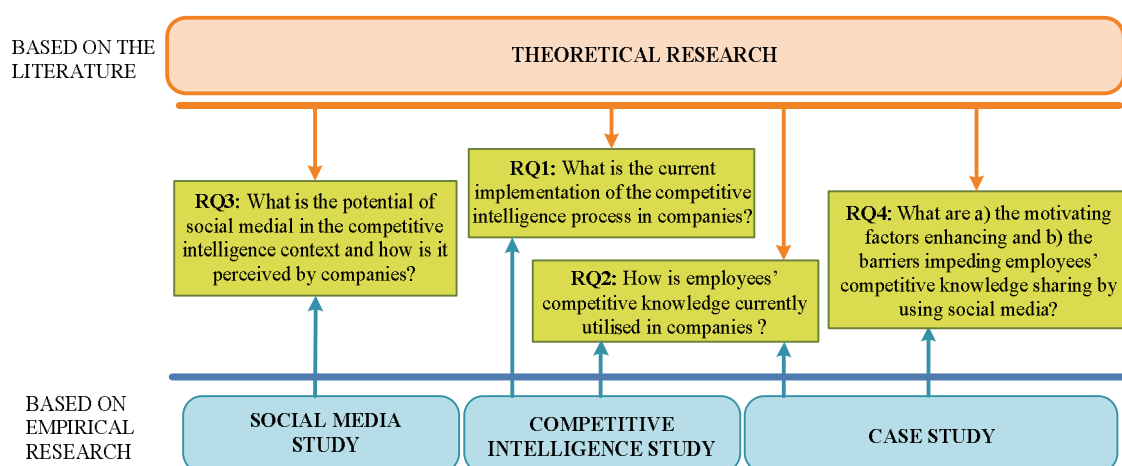 BASED ON THE
LITERATURE
THEORETICAL RESEARCH
RQ3: What is the potential of
social medial in the competitive
intelligence context and how is it
perceived by companies?
RQ1: What is the current
implementation of the competitive
intelligence process in companies?
RQ2: How is employees’
competitive knowledge currently
utilised in companies ?
RQ4: What are a) the motivating
factors enhancing and b) the
barriers impeding employees’
competitive knowledge sharing by
using social media?
BASED ON
EMPIRICAL
RESEARCH
SOCIAL MEDIA
STUDY
COMPETITIVE
INTELLIGENCE STUDY
CASE STUDY